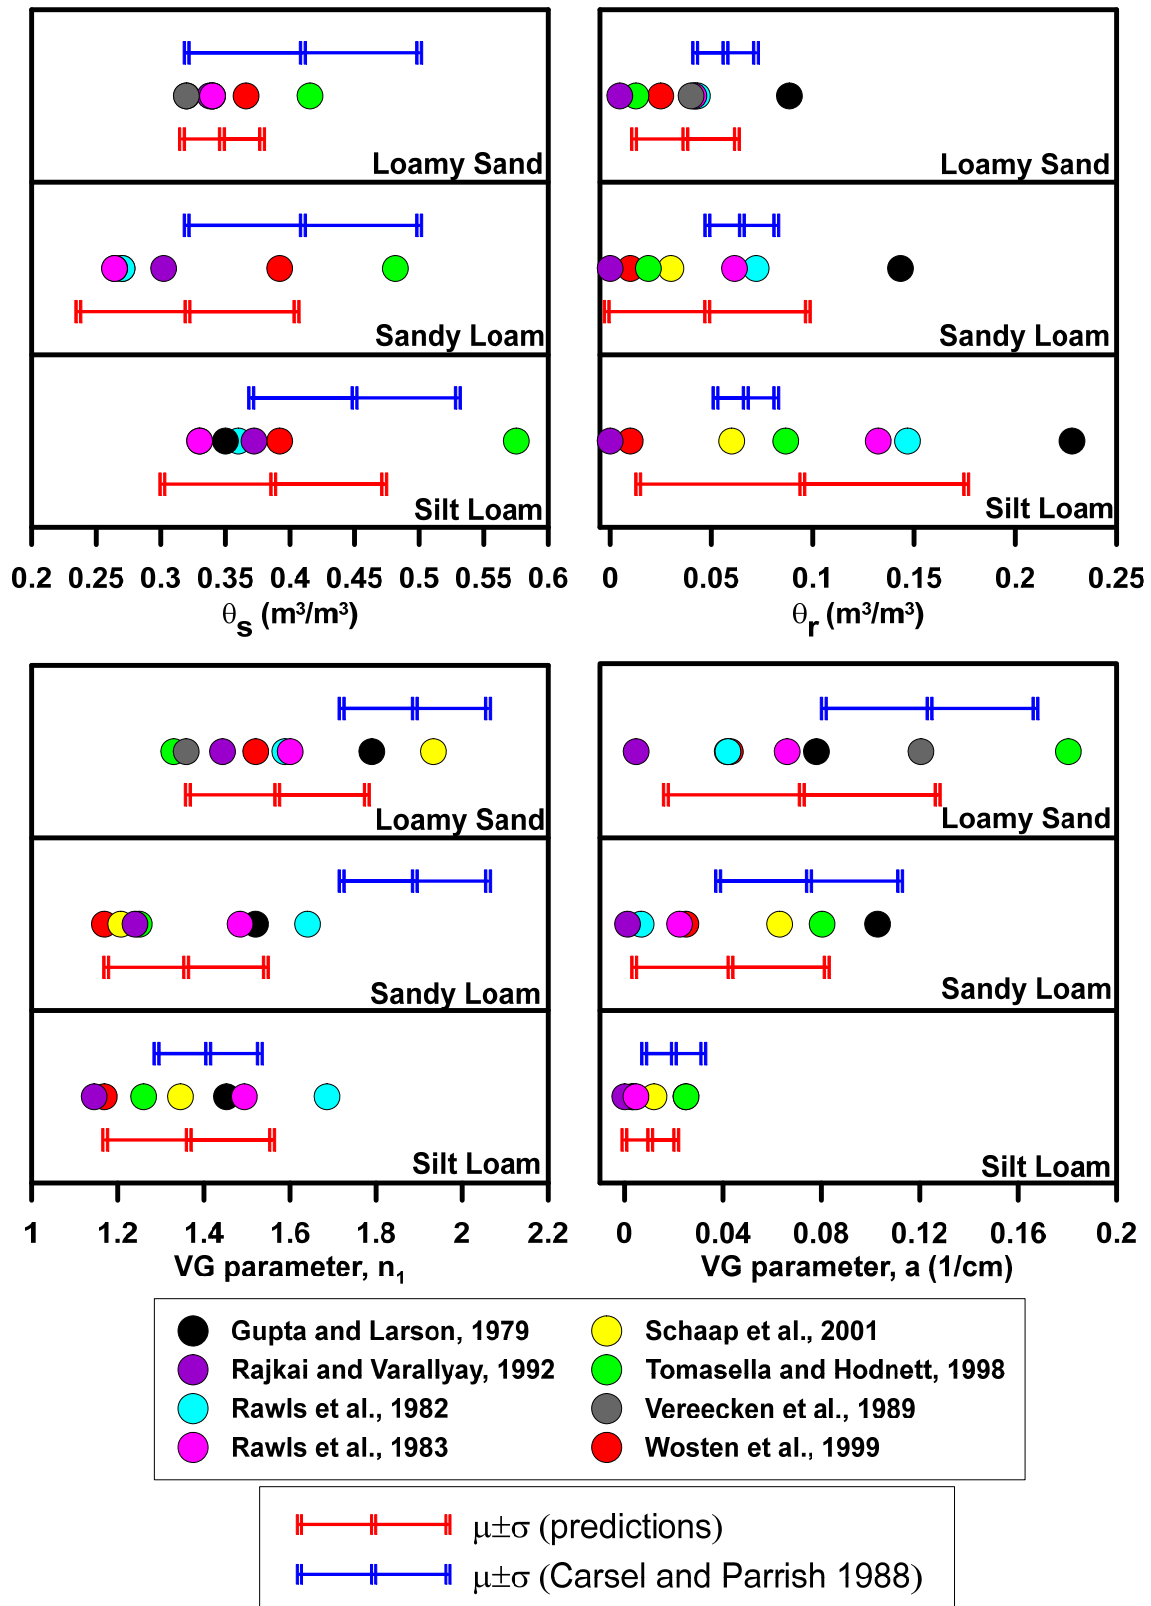 Loamy Sand
Loamy Sand
Sandy Loam
Sandy Loam
Silt Loam
Silt Loam
0.2 0.25 0.3 0.35 0.4 0.45 0.5 0.55 0.6
0 0.05 0.1 0.15 0.2 0.25
θs (m³/m³)
θr (m³/m³)
Loamy Sand
Loamy Sand
Sandy Loam
Sandy Loam
Silt Loam
Silt Loam
1 1.2 1.4 1.6 1.8 2 2.2
0 0.04 0.08 0.12 0.16 0.2
VG parameter, n₁
VG parameter, a (1/cm)
Gupta and Larson, 1979
Rajkai and Varallyay, 1992
Rawls et al., 1982
Rawls et al., 1983
Schaap et al., 2001
Tomasella and Hodnett, 1998
Vereecken et al., 1989
Wosten et al., 1999
μ±σ (predictions)
μ±σ (Carsel and Parrish 1988)